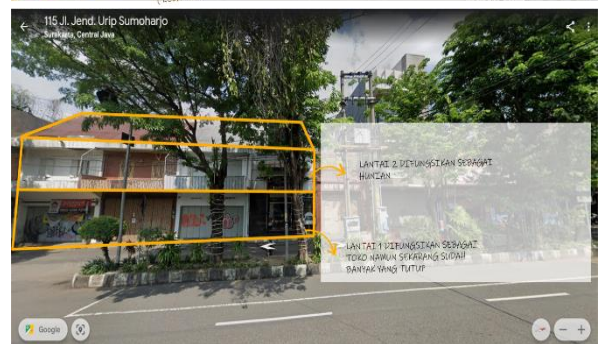 115 Jl. Jend. Urip Sumoharjo
Surakarta, Central Java
LANTAI 2 DIFUNGSIKAN SEBAGAI
HUNIAN
LANTAI 1 DIFUNGSIKAN SEBAGAI
TOKO NAMUN SEKARANG SUDAH
BANYAK YANG TUTUP
Google